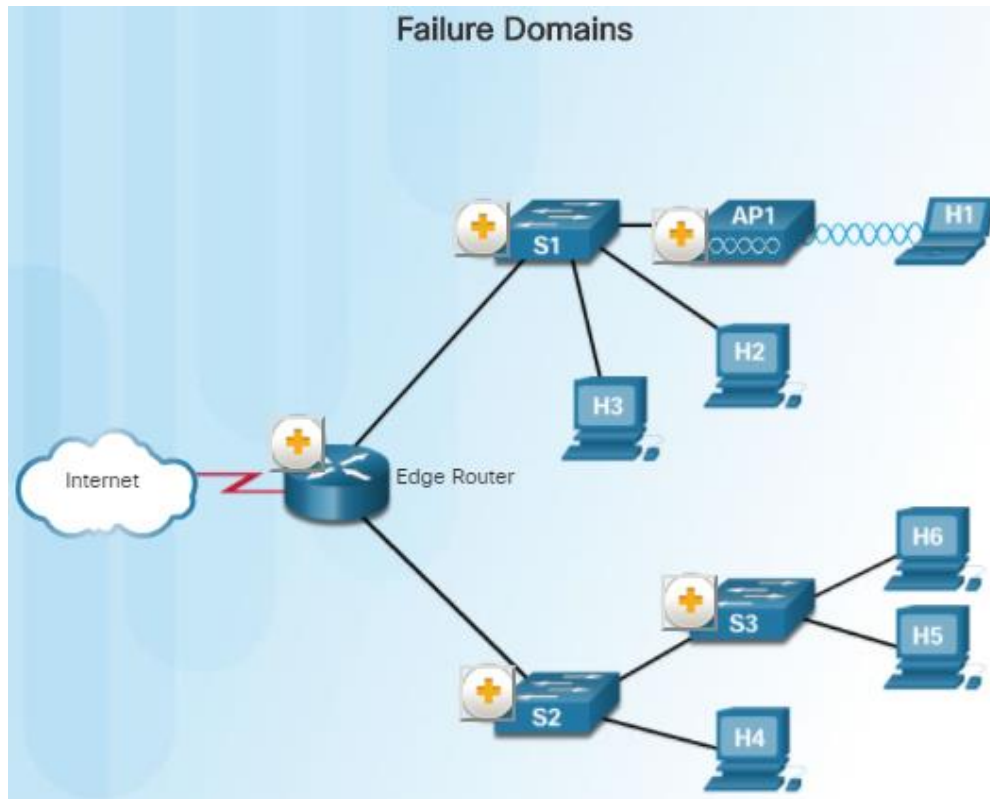 Failure Domains
S1
AP1
H1
H2
H3
Internet
Edge Router
H6
S3
H5
S2
H4